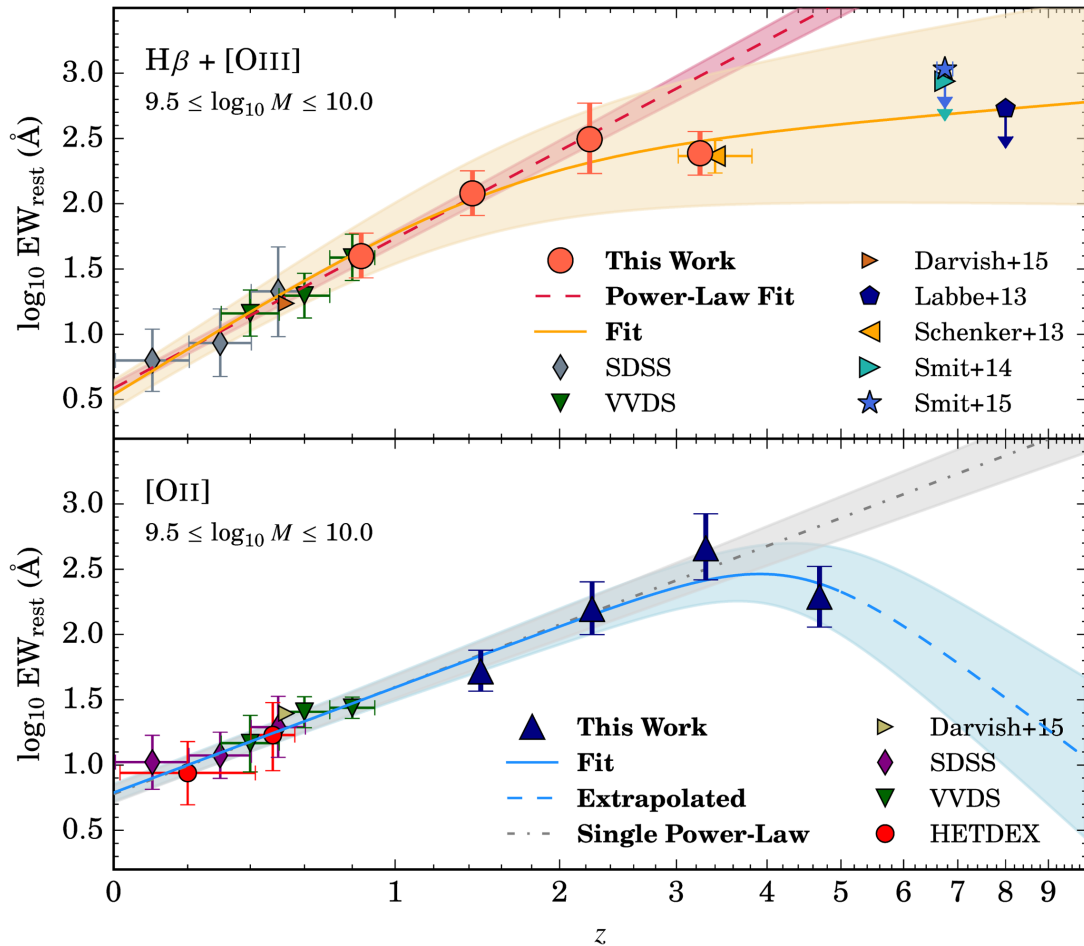 Hβ + [OIII]
9.5 ≤ log₁₀ M ≤ 10.0
log₁₀ EWrest (Å)
3.0
2.5
2.0
1.5
1.0
0.5
This Work
Power-Law Fit
Fit
SDSS
VVDS
Darvish+15
Labbe+13
Schenker+13
Smit+14
Smit+15
[OII]
9.5 ≤ log₁₀ M ≤ 10.0
log₁₀ EWrest (Å)
3.0
2.5
2.0
1.5
1.0
0.5
This Work
Fit
Extrapolated
Single Power-Law
Darvish+15
SDSS
VVDS
HETDEX
0 1 2 3 4 5 6 7 8 9
z